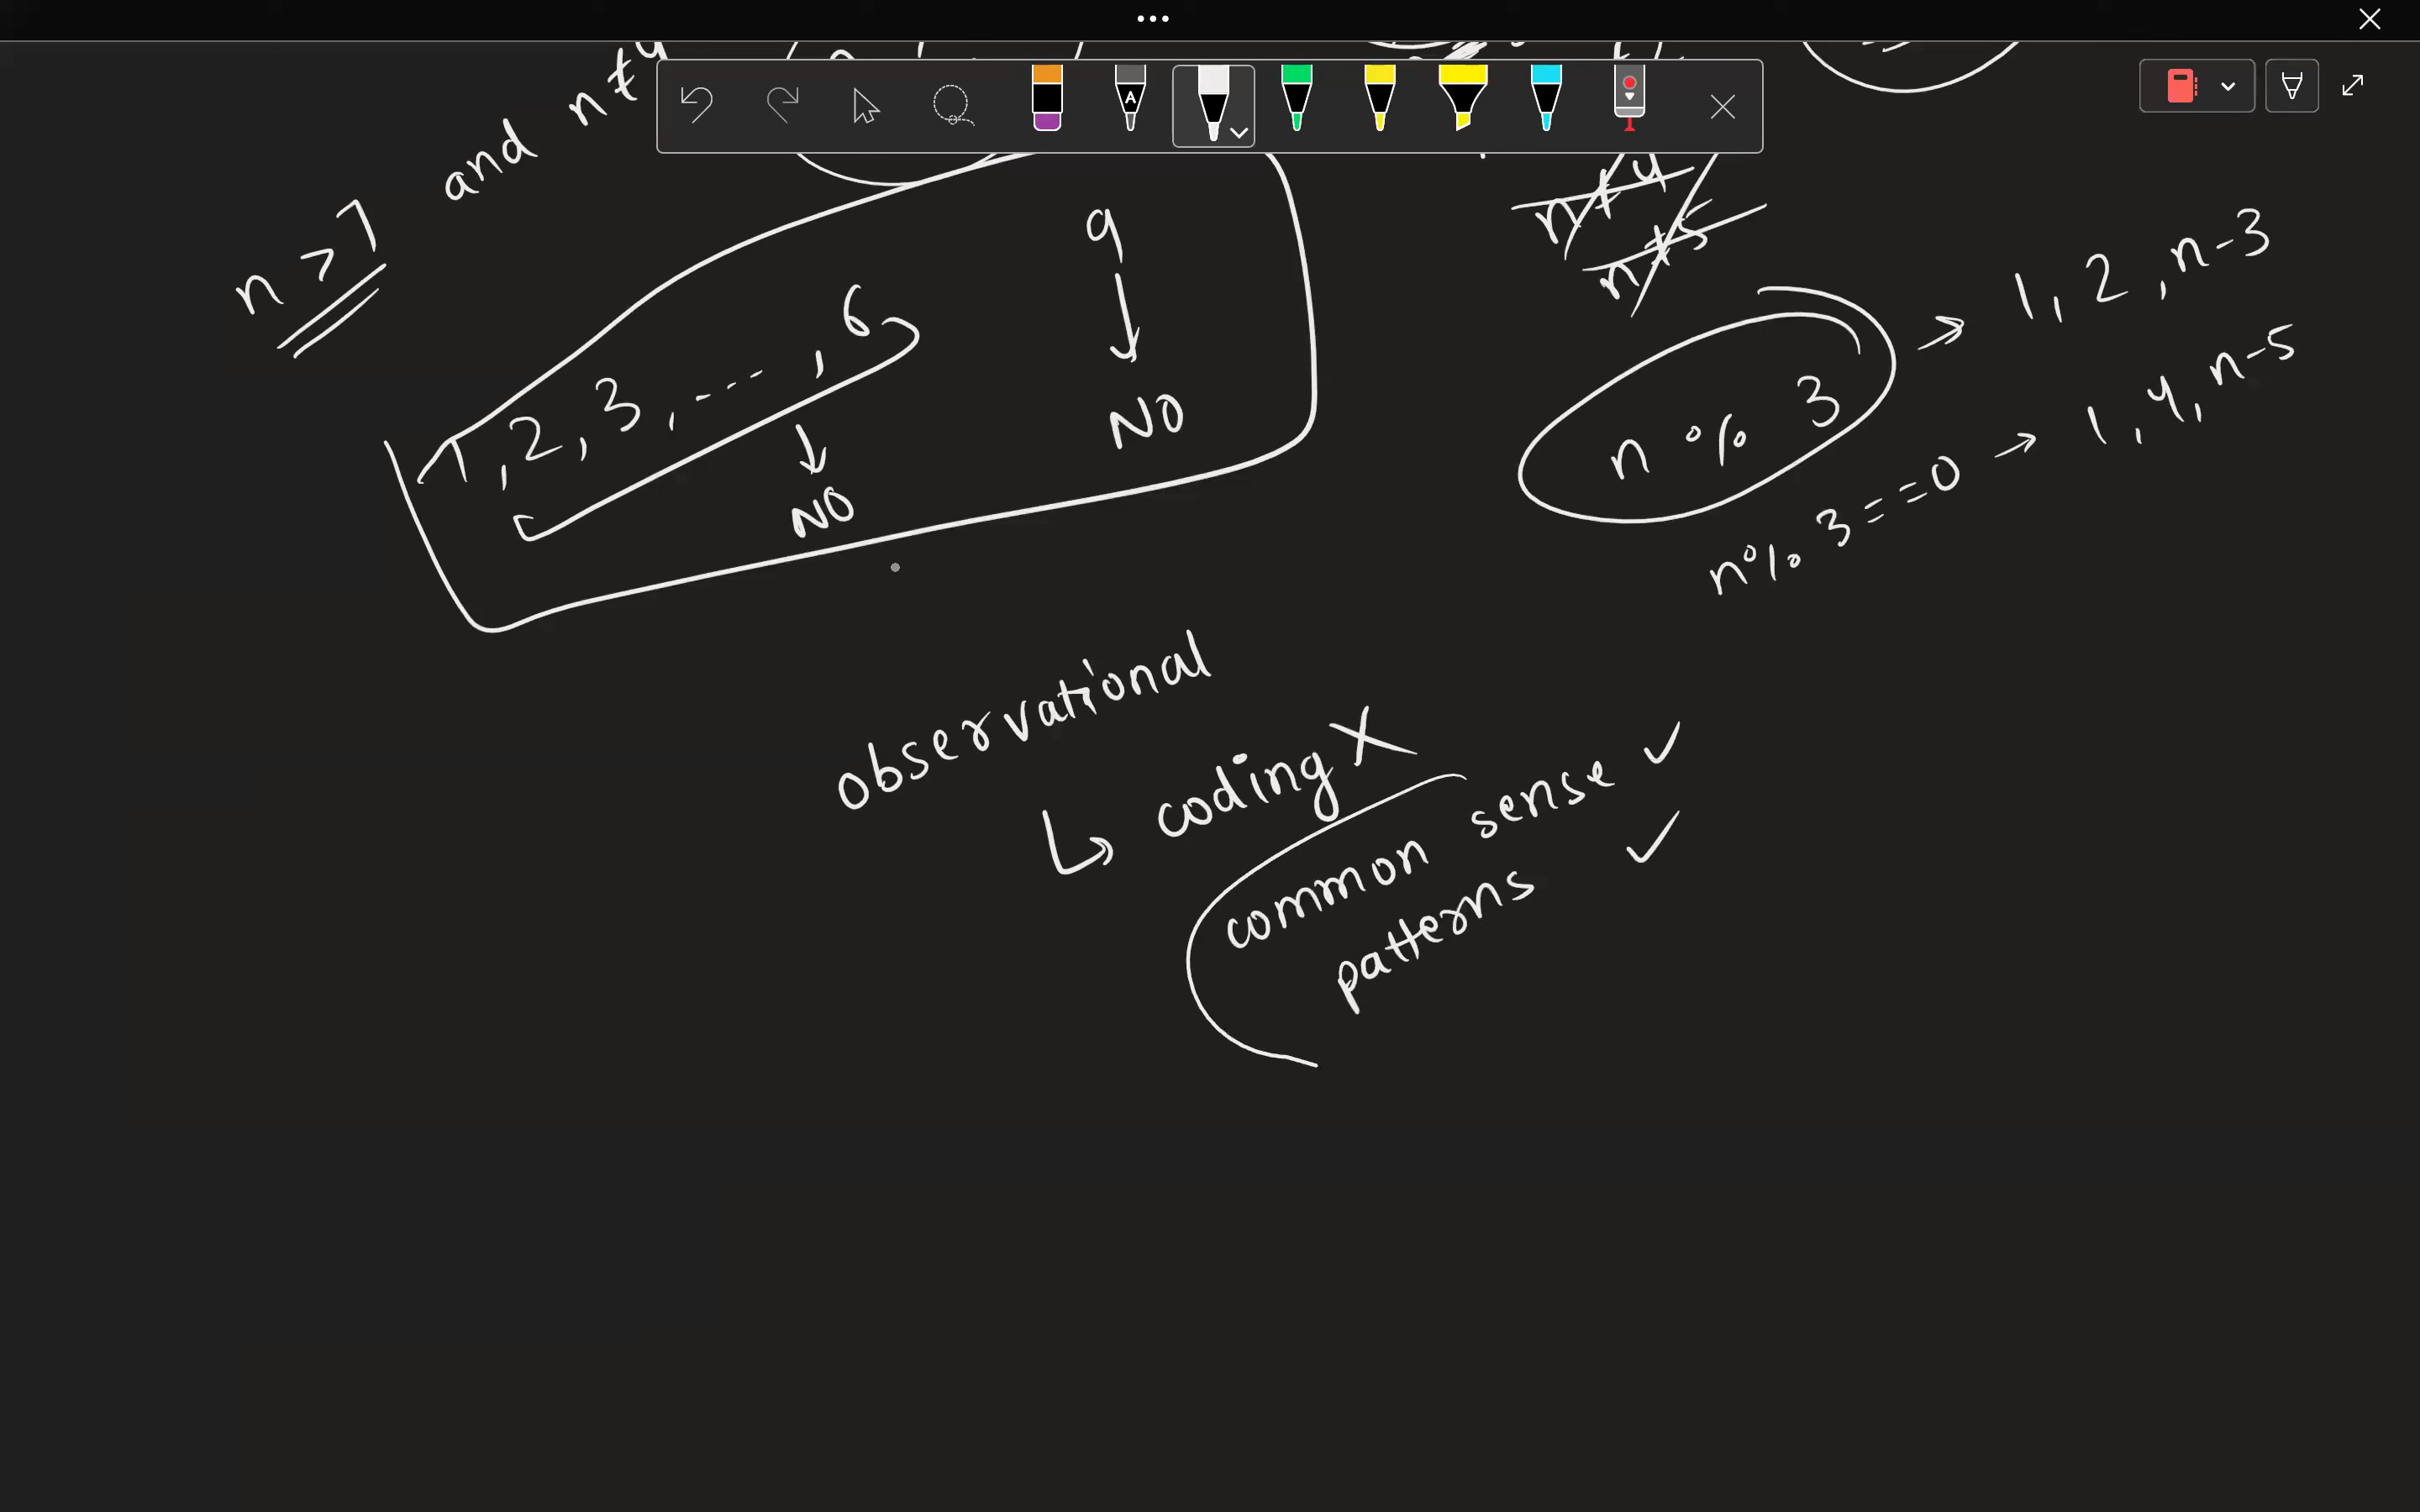 n ≥ 7 and n≠9
1, 2, 3, ---, 6
NO
9
NO
n≠4
n≠5
n % 3 → 1, 2, n-3
n% 3 == 0 → 1, 4, n-5
observational
↳ coding X
common sense ✓
patterns ✓